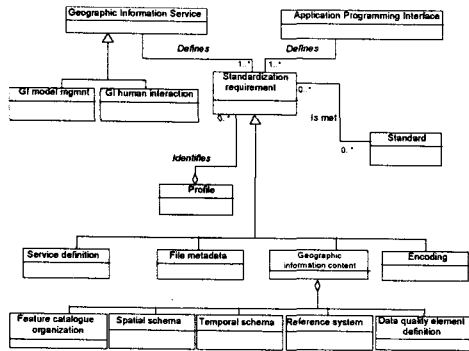 Geographic Information Service
Application Programming Interface
Defines
Defines
1..*
1..*
Standardization
requirement
0..*
GI model mgmnt
GI human interaction
0..*
Is met
Standard
0..*
Identifies
Profile
Service definition
File metadata
Geographic
information content
Encoding
Feature catalogue
organization
Spatial schema
Temporal schema
Reference system
Data quality element
definition